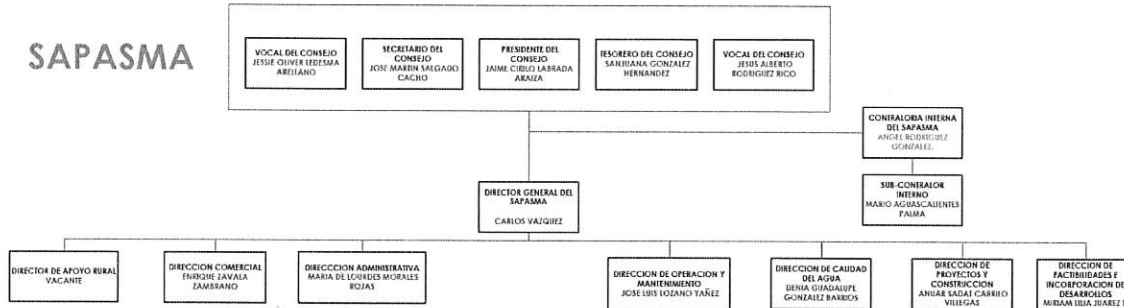 SAPASMA
VOCAL DEL CONSEJO
JESSIE OLIVER LEDESMA
ARELLANO
SECRETARIO DEL
CONSEJO
JOSE MARTIN SALGADO
CACHO
PRESIDENTE DEL
CONSEJO
JAIME CIRILO LABRADA
ARAIZA
TESORERO DEL CONSEJO
SANJUANA GONZALEZ
HERNANDEZ
VOCAL DEL CONSEJO
JESUS ALBERTO
RODRIGUEZ RICO
CONTRALORIA INTERNA
DEL SAPASMA
ANGEL RODRIGUEZ
GONZALEZ.
SUB-CONTRALOR
INTERNO
MARIO AGUASCALIENTES
PALMA
DIRECTOR GENERAL DEL
SAPASMA
CARLOS VAZQUEZ
DIRECTOR DE APOYO RURAL
VACANTE
DIRECCION COMERCIAL
ENRIQUE ZAVALA
ZAMBRANO
DIRECCCION ADMINISTRATIVA
MARIA DE LOURDES MORALES
ROJAS
DIRECCION DE OPERACION Y
MANTENIMIENTO
JOSE LUIS LOZANO YAÑEZ
DIRECCION DE CALIDAD
DEL AGUA
DENIA GUADALUPE
GONZALEZ BARRIOS
DIRECCION DE
PROYECTOS Y
CONSTRUCCION
ANUAR SADAT CARRILO
VILLEGAS
DIRECCION DE
FACTIBILIDADES E
INCORPORACION DE
DESARROLLOS
MIRIAM LILIA JUAREZ